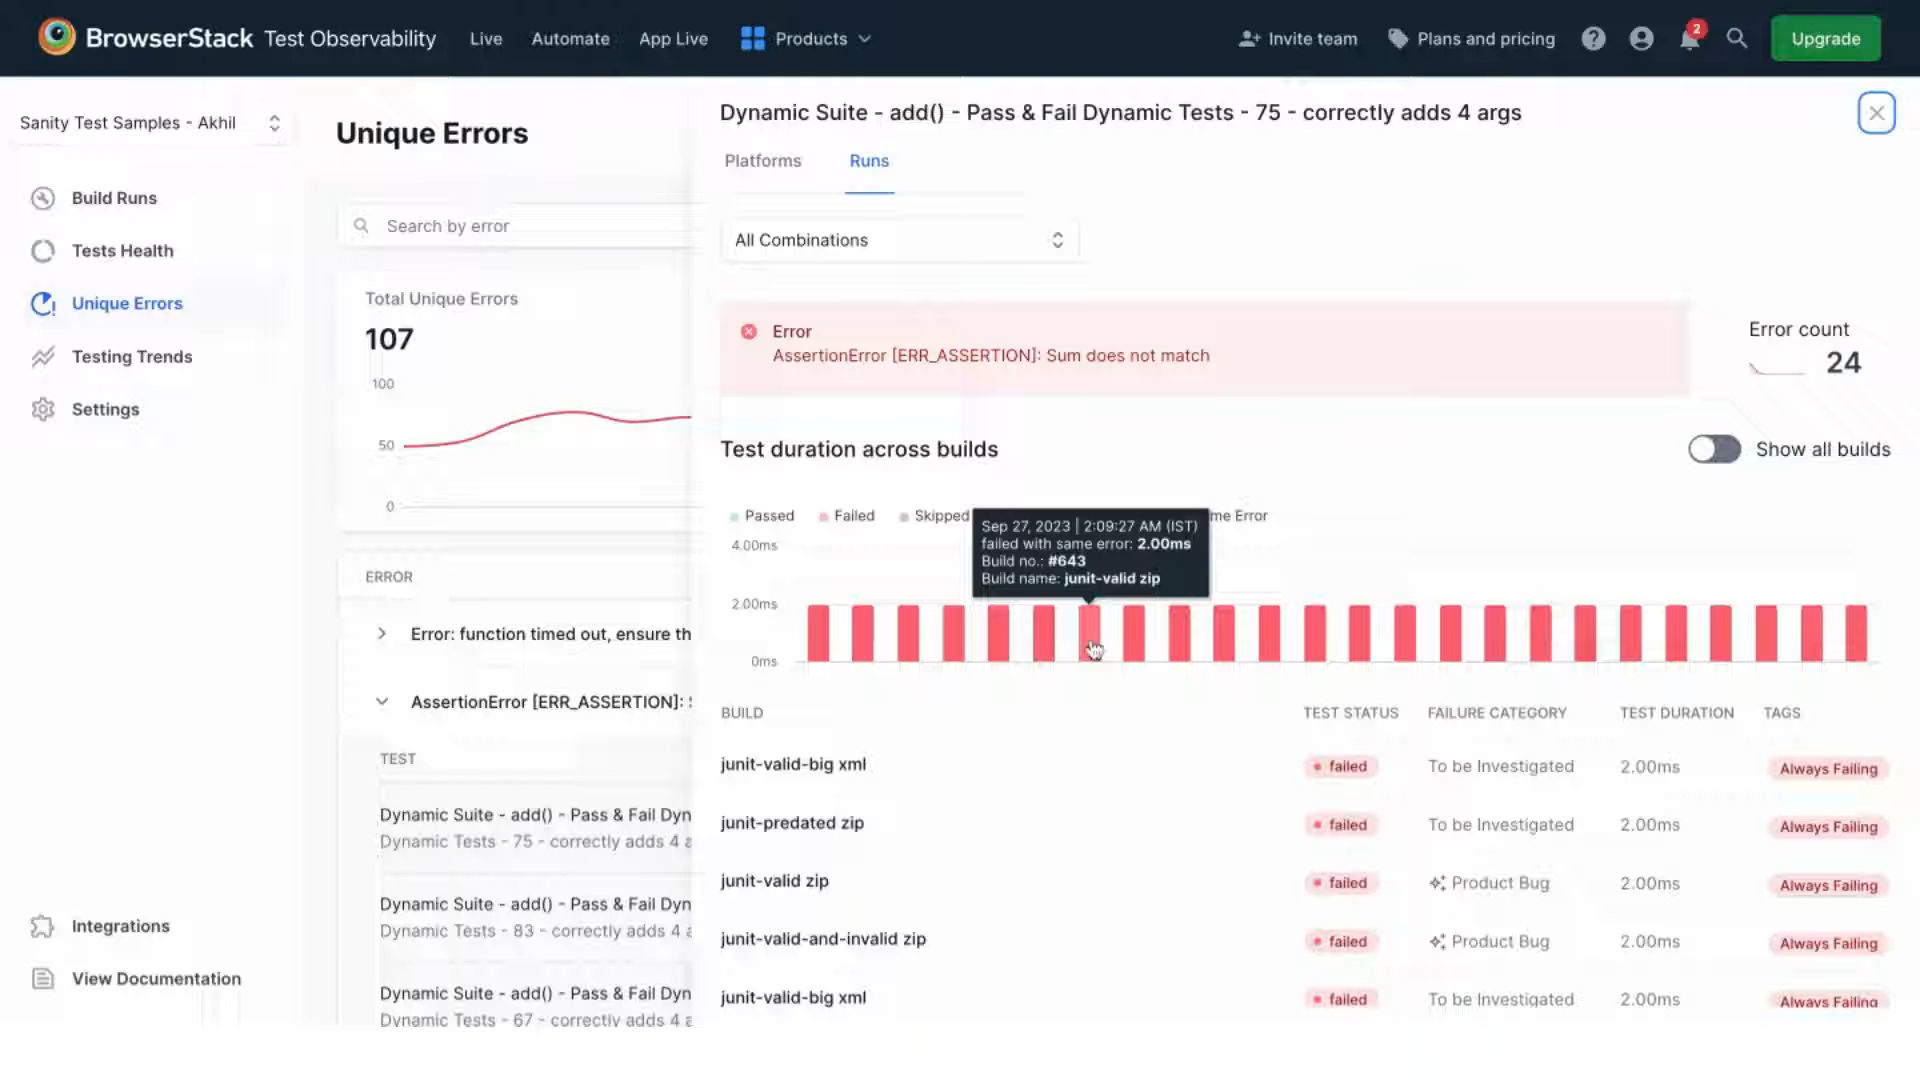 BrowserStack Test Observability Live Automate App Live Products Invite team Plans and pricing 2 Upgrade
Sanity Test Samples - Akhil
Build Runs
Tests Health
Unique Errors
Testing Trends
Settings
Integrations
View Documentation
Unique Errors
Search by error
Total Unique Errors
107
100
50
0
ERROR
Error: function timed out, ensure th
AssertionError [ERR_ASSERTION]:
TEST
Dynamic Suite - add() - Pass & Fail Dyn
Dynamic Tests - 75 - correctly adds 4 a
Dynamic Suite - add() - Pass & Fail Dyn
Dynamic Tests - 83 - correctly adds 4 a
Dynamic Suite - add() - Pass & Fail Dyn
Dynamic Tests - 67 - correctly adds 4 a
Dynamic Suite - add() - Pass & Fail Dynamic Tests - 75 - correctly adds 4 args
Platforms Runs
All Combinations
Error
AssertionError [ERR_ASSERTION]: Sum does not match
Error count
24
Test duration across builds
Show all builds
Passed Failed Skipped me Error
Sep 27, 2023 | 2:09:27 AM (IST)
failed with same error: 2.00ms
Build no.: #643
Build name: junit-valid zip
4.00ms
2.00ms
0ms
BUILD TEST STATUS FAILURE CATEGORY TEST DURATION TAGS
junit-valid-big xml failed To be Investigated 2.00ms Always Failing
junit-predated zip failed To be Investigated 2.00ms Always Failing
junit-valid zip failed Product Bug 2.00ms Always Failing
junit-valid-and-invalid zip failed Product Bug 2.00ms Always Failing
junit-valid-big xml failed To be Investigated 2.00ms Always Failing